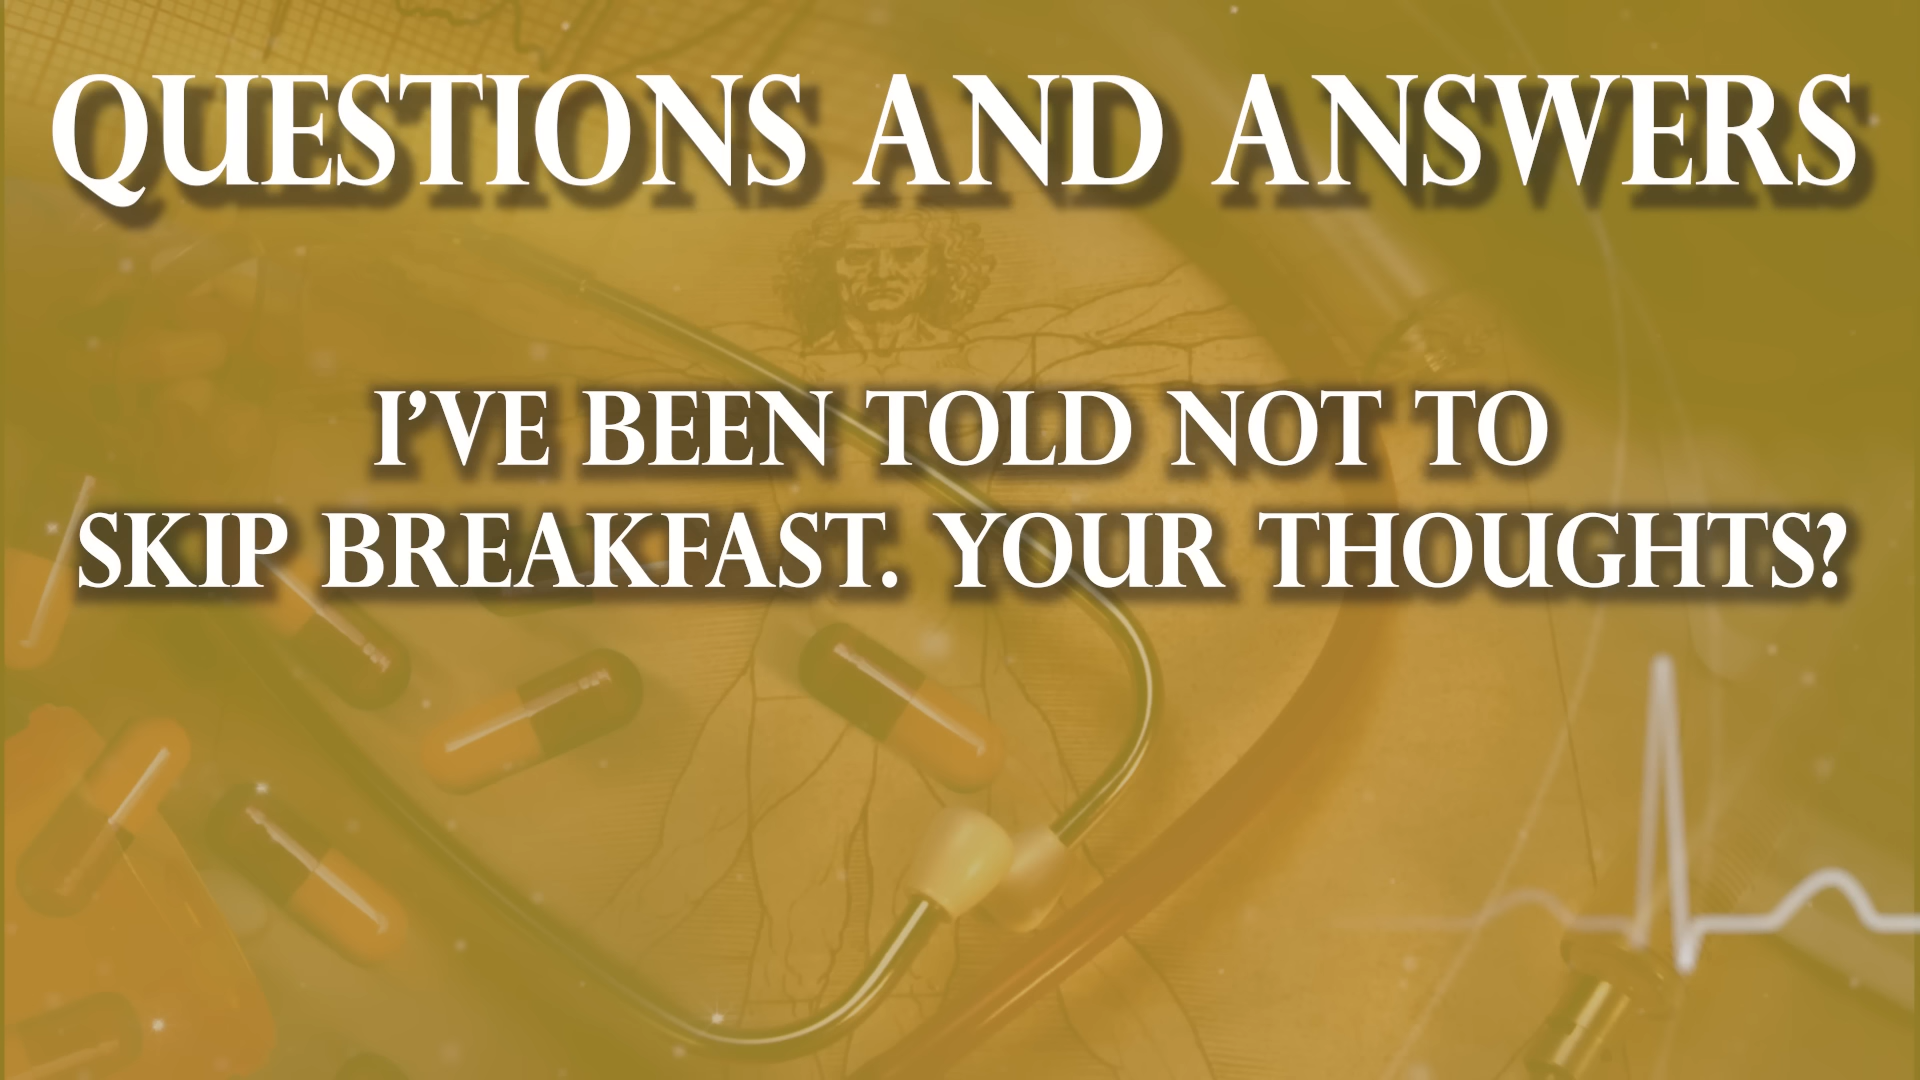 QUESTIONS AND ANSWERS
I'VE BEEN TOLD NOT TO
SKIP BREAKFAST. YOUR THOUGHTS?